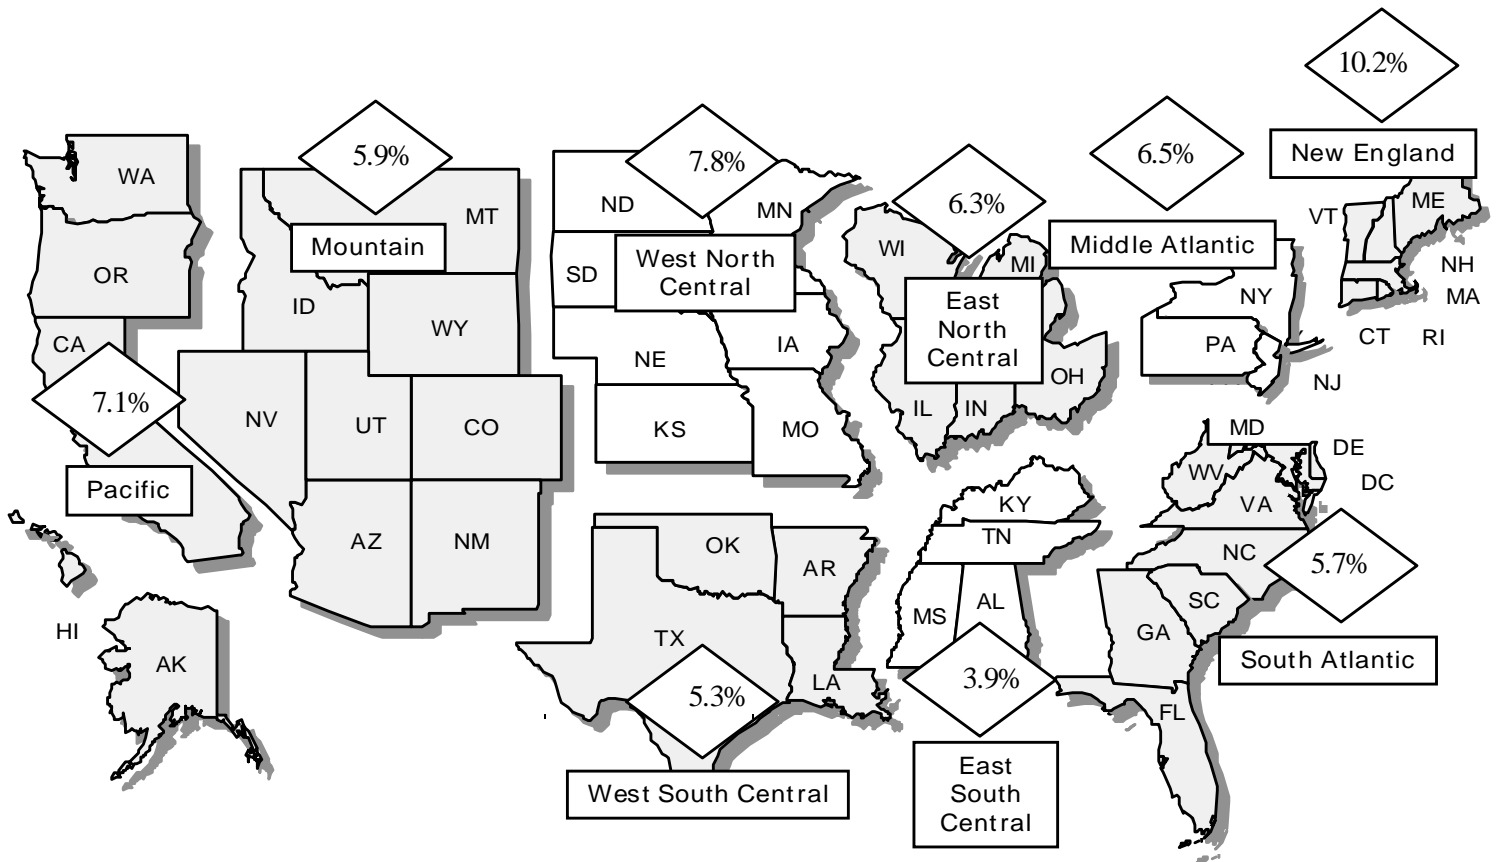 10.2%
New England
5.9%
7.8%
6.5%
6.3%
WA
MT
ND
MN
WI
MI
VT
ME
Mountain
Middle Atlantic
OR
ID
SD
West North
Central
East
North
Central
NY
NH
MA
CA
WY
NE
IA
PA
CT
RI
7.1%
NV
UT
CO
KS
MO
IL
IN
OH
NJ
Pacific
MD
DE
WV
VA
DC
KY
TN
AZ
NM
OK
AR
NC
5.7%
HI
AK
TX
MS
AL
SC
GA
South Atlantic
LA
5.3%
3.9%
FL
West South Central
East
South
Central